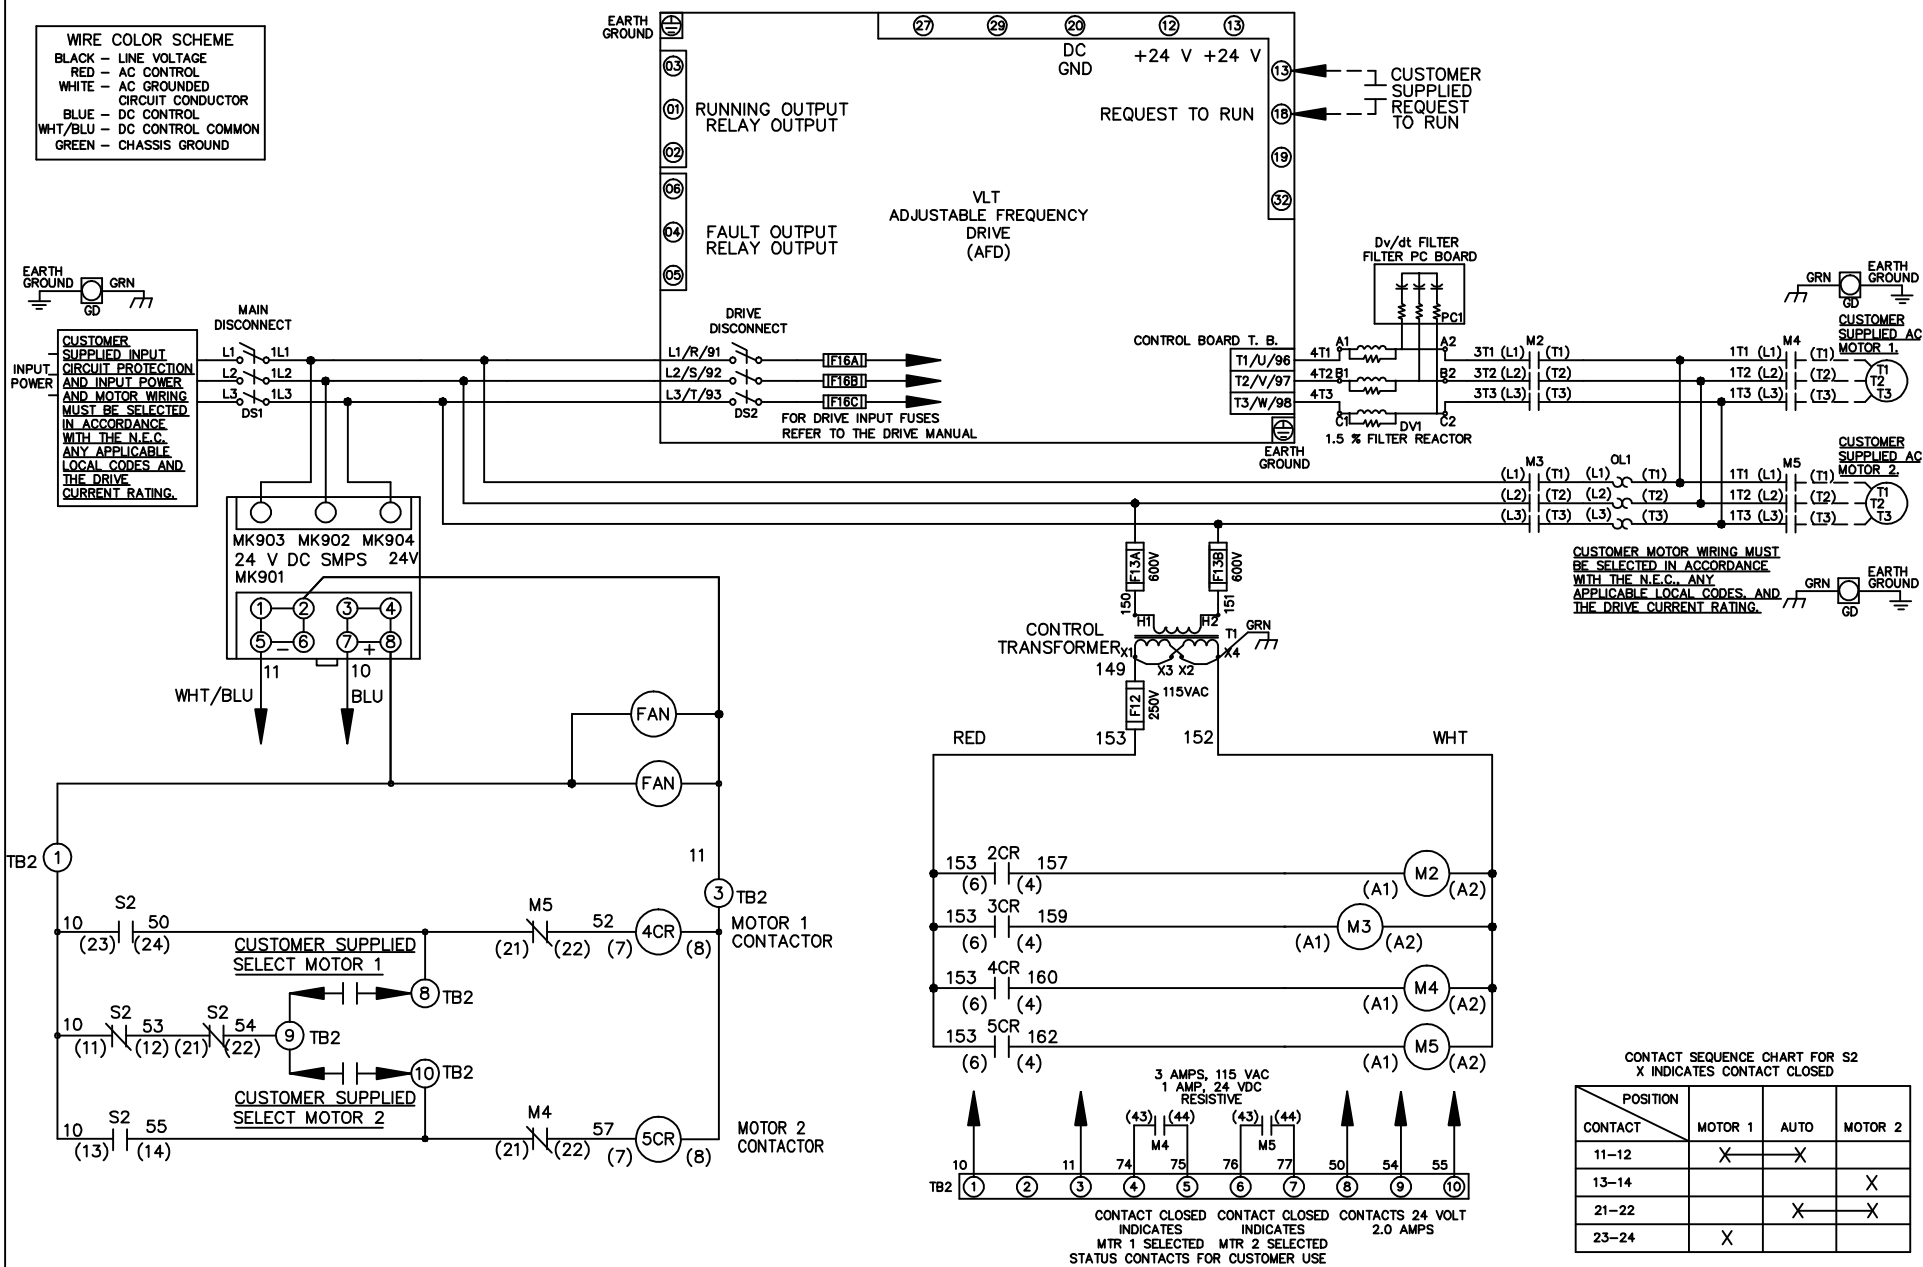 WIRE COLOR SCHEME
BLACK – LINE VOLTAGE
RED – AC CONTROL
WHITE – AC GROUNDED
CIRCUIT CONDUCTOR
BLUE – DC CONTROL
WHT/BLU – DC CONTROL COMMON
GREEN – CHASSIS GROUND
EARTH
GROUND
27 29 20 12 13
DC
GND
+24 V +24 V
03
01
02
RUNNING OUTPUT
RELAY OUTPUT
06
04
05
FAULT OUTPUT
RELAY OUTPUT
VLT
ADJUSTABLE FREQUENCY
DRIVE
(AFD)
REQUEST TO RUN
13
18
19
32
CUSTOMER
SUPPLIED
REQUEST
TO RUN
EARTH
GROUND
GRN
GD
INPUT
POWER
CUSTOMER
SUPPLIED INPUT
CIRCUIT PROTECTION
AND INPUT POWER
AND MOTOR WIRING
MUST BE SELECTED
IN ACCORDANCE
WITH THE N.E.C.
ANY APPLICABLE
LOCAL CODES AND
THE DRIVE
CURRENT RATING.
MAIN
DISCONNECT
L1 1L1
L2 1L2
L3 1L3
DS1
DRIVE
DISCONNECT
L1/R/91
L2/S/92
L3/T/93
DS2
F16A
F16B
F16C
FOR DRIVE INPUT FUSES
REFER TO THE DRIVE MANUAL
CONTROL BOARD T. B.
T1/U/96
T2/V/97
T3/W/98
EARTH
GROUND
Dv/dt FILTER
FILTER PC BOARD
PC1
4T1 A1 A2
4T2 B1 B2
4T3 C1 C2
DV1
1.5 % FILTER REACTOR
M2
3T1 (L1) (T1)
3T2 (L2) (T2)
3T3 (L3) (T3)
M4
1T1 (L1) (T1)
1T2 (L2) (T2)
1T3 (L3) (T3)
T1
T2
T3
GRN
GD
EARTH
GROUND
CUSTOMER
SUPPLIED AC
MOTOR 1.
M3
(L1) (T1)
(L2) (T2)
(L3) (T3)
OL1
(L1) (T1)
(L2) (T2)
(L3) (T3)
M5
1T1 (L1) (T1)
1T2 (L2) (T2)
1T3 (L3) (T3)
T1
T2
T3
CUSTOMER
SUPPLIED AC
MOTOR 2.
CUSTOMER MOTOR WIRING MUST
BE SELECTED IN ACCORDANCE
WITH THE N.E.C., ANY
APPLICABLE LOCAL CODES, AND
THE DRIVE CURRENT RATING.
GRN
GD
EARTH
GROUND
MK903 MK902 MK904
24 V DC SMPS 24V
MK901
1 2 3 4
5 – 6 7 + 8
11
10
WHT/BLU
BLU
FAN
FAN
F13A
600V
F13B
600V
150
151
H1 H2
CONTROL
TRANSFORMER
T1
GRN
X1 X3 X2 X4
149
F12
250V
115VAC
153
152
RED
WHT
TB2 1
11
3 TB2
10 S2 50
(23) (24)
M5
(21) (22)
52
(7) 4CR (8)
MOTOR 1
CONTACTOR
CUSTOMER SUPPLIED
SELECT MOTOR 1
8 TB2
10 S2 53
(11) (12)
S2 54
(21) (22)
9 TB2
10 TB2
CUSTOMER SUPPLIED
SELECT MOTOR 2
10 S2 55
(13) (14)
M4
(21) (22)
57
(7) 5CR (8)
MOTOR 2
CONTACTOR
153 2CR 157
(6) (4)
(A1) M2 (A2)
153 3CR 159
(6) (4)
(A1) M3 (A2)
153 4CR 160
(6) (4)
(A1) M4 (A2)
153 5CR 162
(6) (4)
(A1) M5 (A2)
3 AMPS, 115 VAC
1 AMP, 24 VDC
RESISTIVE
(43) (44)
M4
(43) (44)
M5
10 11 74 75 76 77 50 54 55
TB2 1 2 3 4 5 6 7 8 9 10
CONTACT CLOSED
INDICATES
MTR 1 SELECTED
CONTACT CLOSED
INDICATES
MTR 2 SELECTED
STATUS CONTACTS FOR CUSTOMER USE
CONTACTS 24 VOLT
2.0 AMPS
CONTACT SEQUENCE CHART FOR S2
X INDICATES CONTACT CLOSED
POSITION
CONTACT MOTOR 1 AUTO MOTOR 2
11–12 X X
13–14 X
21–22 X X
23–24 X